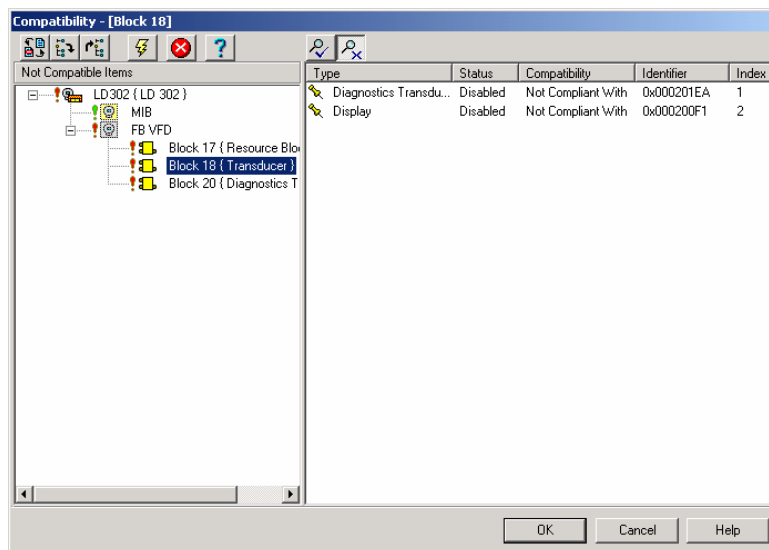 Compatibility - [Block 18]
Not Compatible Items
LD302 { LD 302 }
MIB
FB VFD
Block 17 { Resource Blo
Block 18 { Transducer }
Block 20 { Diagnostics T
Type Status Compatibility Identifier Index
Diagnostics Transdu... Disabled Not Compliant With 0x000201EA 1
Display Disabled Not Compliant With 0x000200F1 2
OK Cancel Help